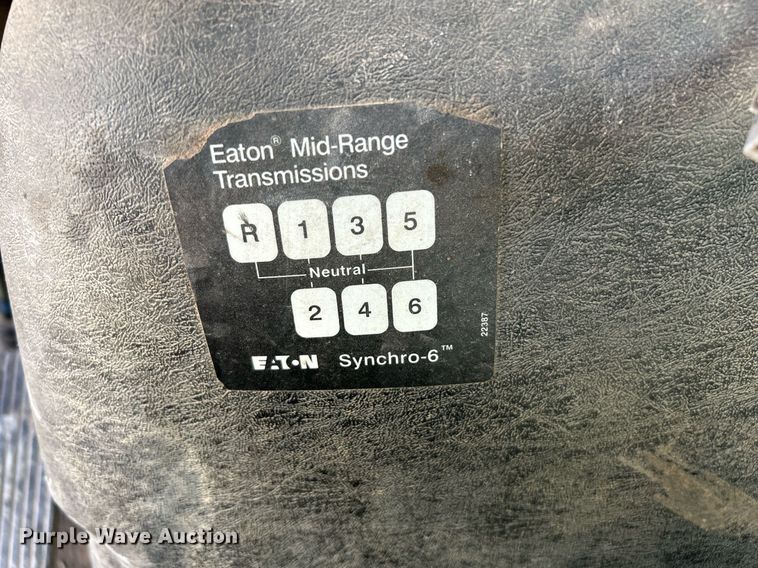 Eaton® Mid-Range
Transmissions
R 1 3 5
Neutral
2 4 6
22387
EATON Synchro-6™
Purple Wave Auction